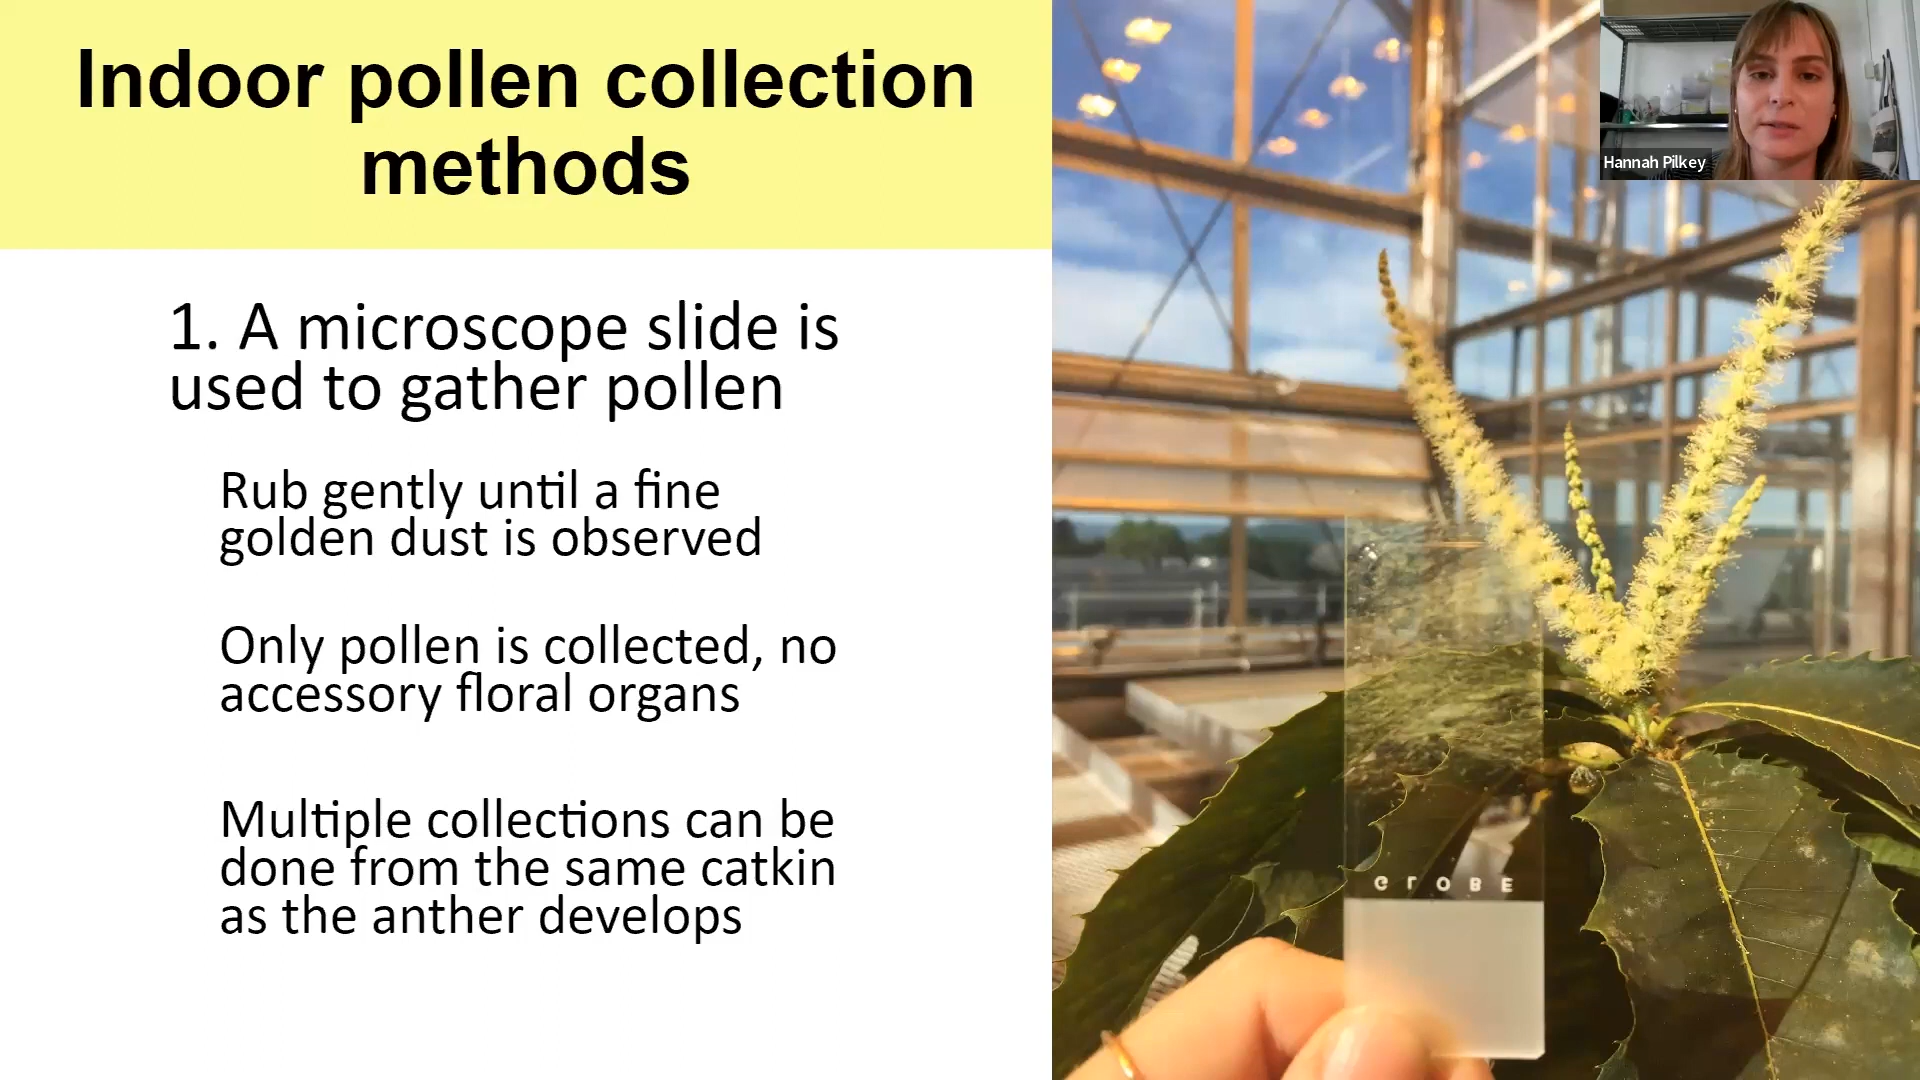 Indoor pollen collection
methods
Hannah Pilkey
1. A microscope slide is
used to gather pollen
Rub gently until a fine
golden dust is observed
Only pollen is collected, no
accessory floral organs
Multiple collections can be
done from the same catkin
as the anther develops
GLOBE